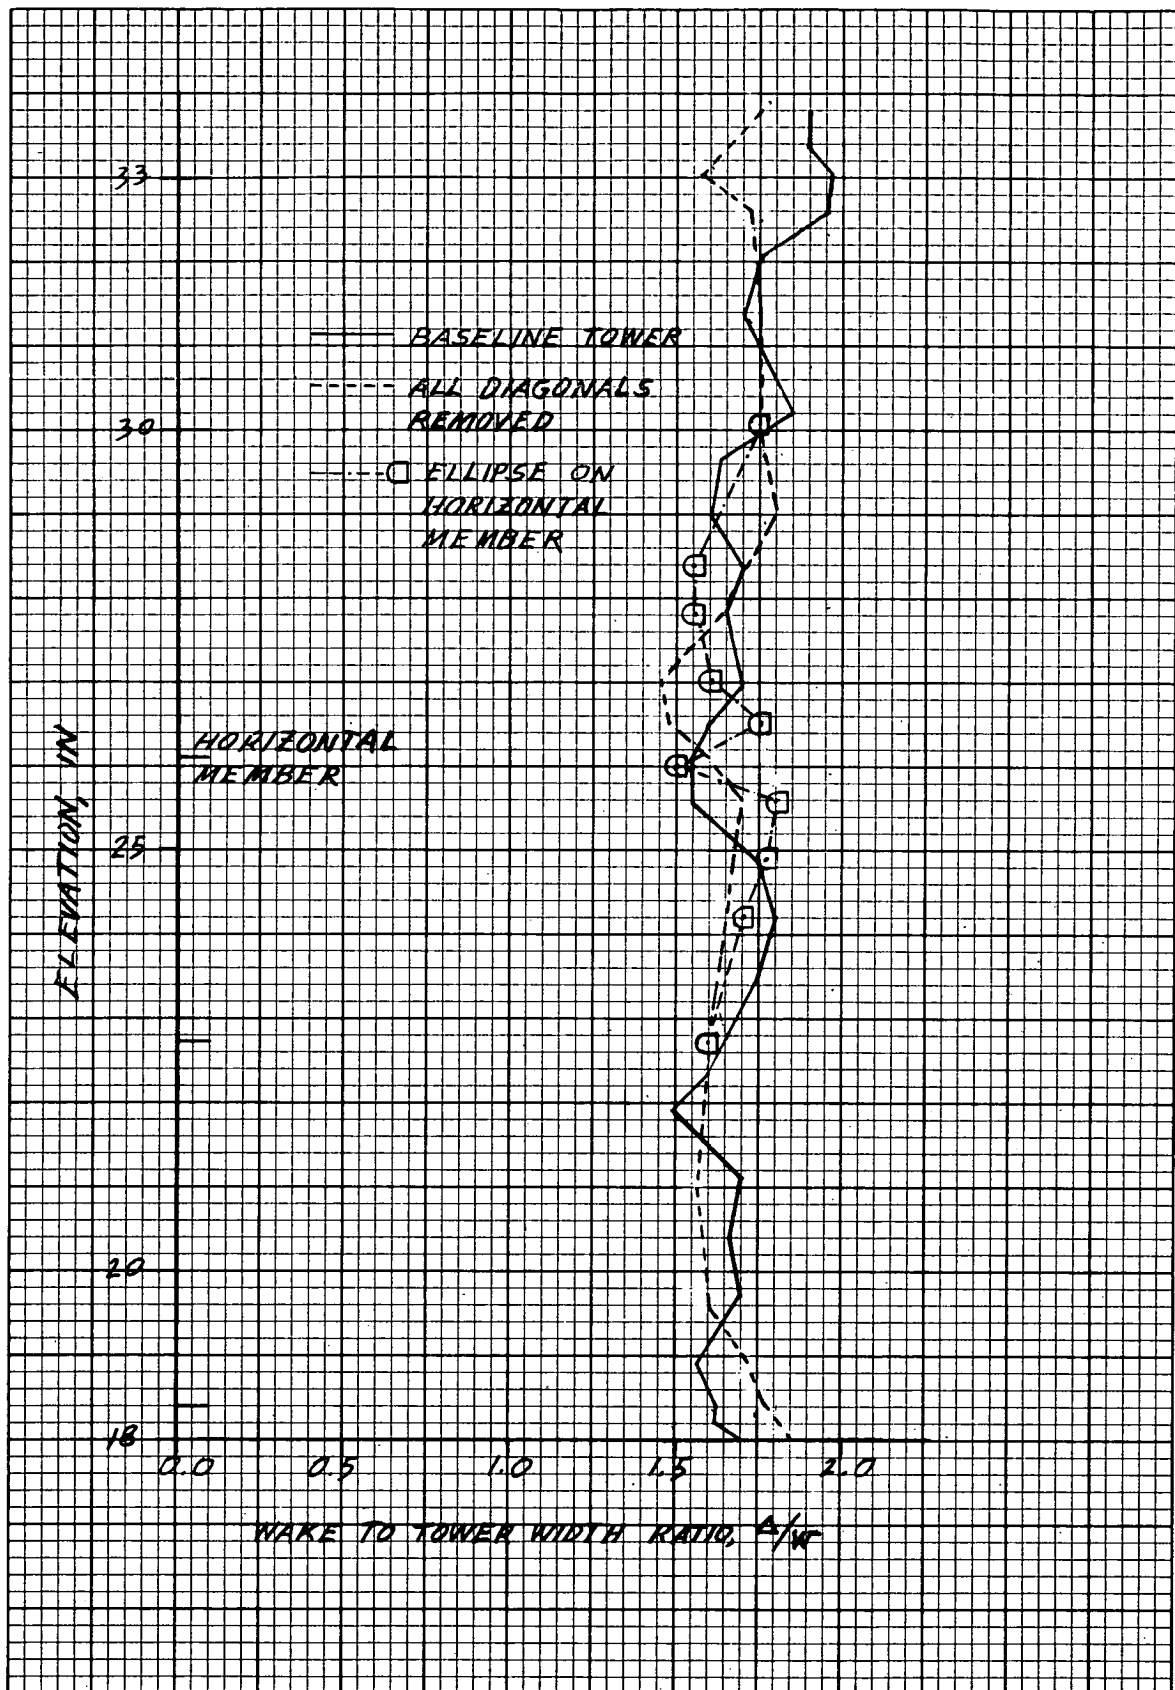 33
BASELINE TOWER
ALL DIAGONALS
REMOVED
30
ELLIPSE ON
HORIZONTAL
MEMBER
HORIZONTAL
MEMBER
ELEVATION, IN
25
20
18
0.0 0.5 1.0 1.5 2.0
WAKE TO TOWER WIDTH RATIO, Δ/W